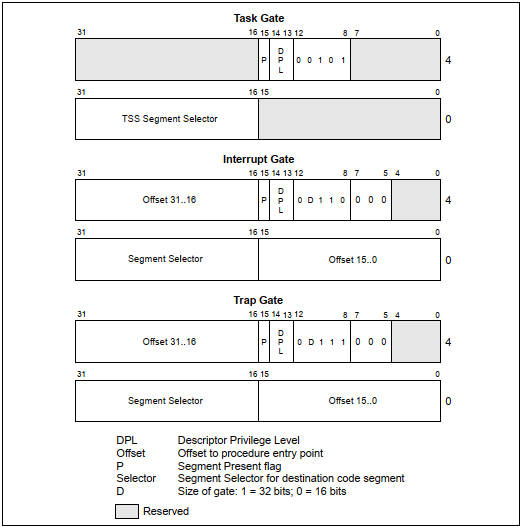 Task Gate
31 16 15 14 13 12 8 7 0
P D P L 0 0 1 0 1 4
31 16 15 0
TSS Segment Selector 0
Interrupt Gate
31 16 15 14 13 12 8 7 5 4 0
Offset 31..16 P D P L 0 D 1 1 0 0 0 0 4
31 16 15 0
Segment Selector Offset 15..0 0
Trap Gate
31 16 15 14 13 12 8 7 5 4 0
Offset 31..16 P D P L 0 D 1 1 1 0 0 0 4
31 16 15 0
Segment Selector Offset 15..0 0
DPL Descriptor Privilege Level
Offset Offset to procedure entry point
P Segment Present flag
Selector Segment Selector for destination code segment
D Size of gate: 1 = 32 bits; 0 = 16 bits
Reserved